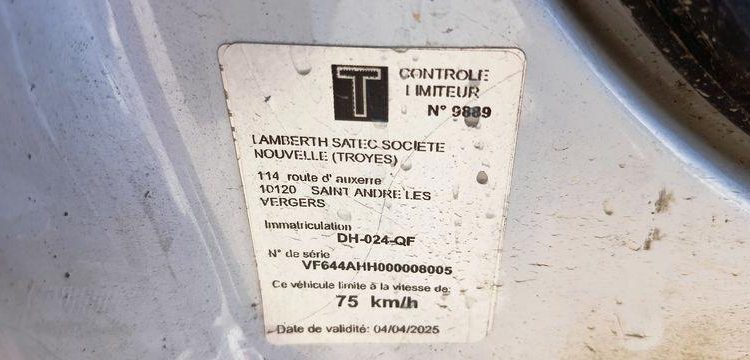 T
CONTROLE
LIMITEUR
N° 9889
LAMBERTH SATEC SOCIETE
NOUVELLE (TROYES)
114 route d' auxerre
10120 SAINT ANDRE LES
VERGERS
Immatriculation
DH-024-QF
N° de série
VF644AHH000008005
Ce véhicule limité à la vitesse de:
75 km/h
Date de validité: 04/04/2025